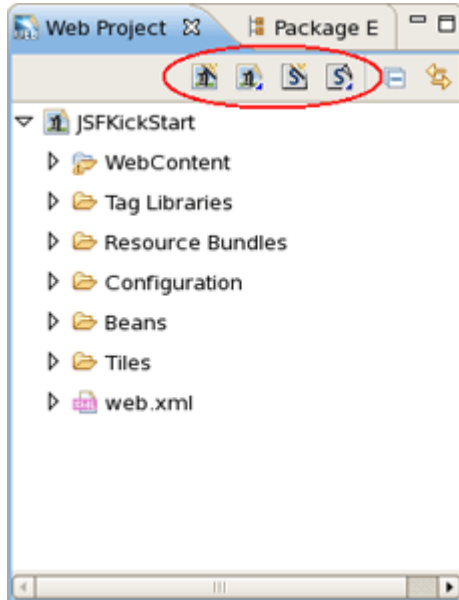 Web Project Package E
JSFKickStart
WebContent
Tag Libraries
Resource Bundles
Configuration
Beans
Tiles
web.xml